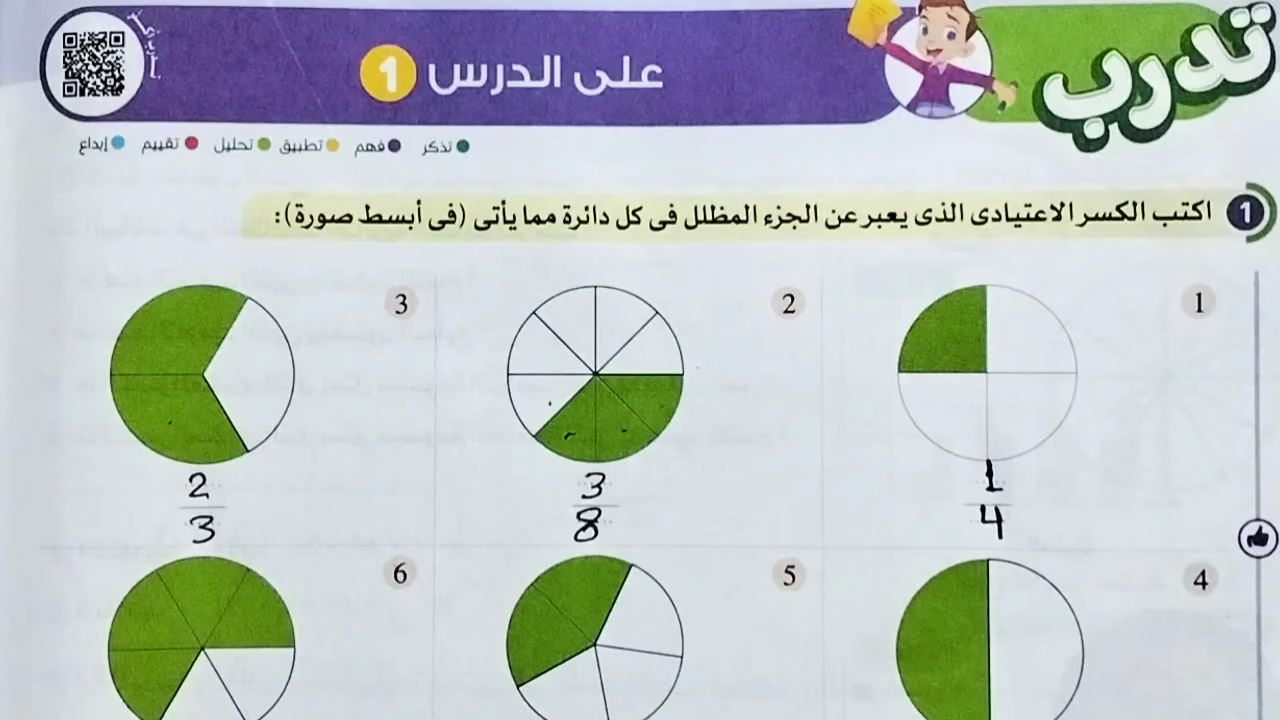 تدرب
على الدرس 1
تذكر فهم تطبيق تحليل تقييم إبداع
1 اكتب الكسر الاعتيادى الذى يعبر عن الجزء المظلل فى كل دائرة مما يأتى (فى أبسط صورة):
1 2 3
1/4 3/8 2/3
4 5 6